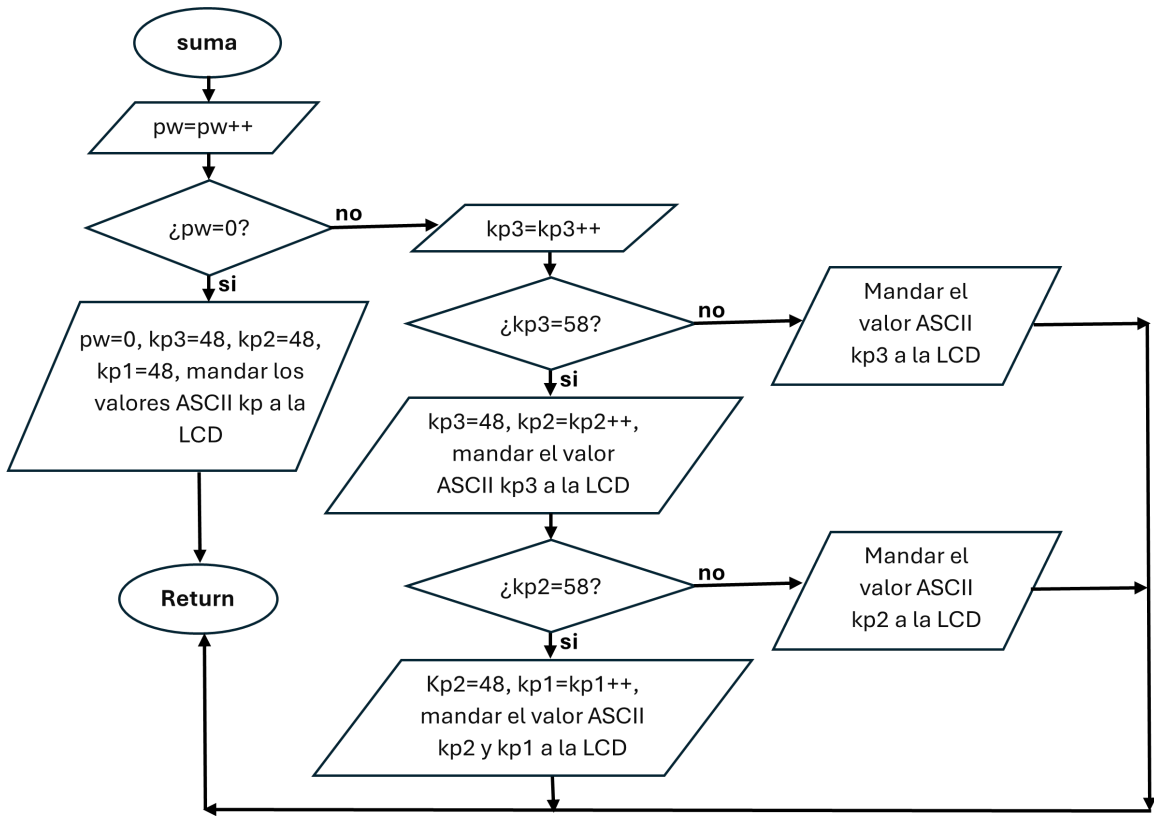 suma
pw=pw++
¿pw=0?
no
si
pw=0, kp3=48, kp2=48,
kp1=48, mandar los
valores ASCII kp a la
LCD
Return
kp3=kp3++
¿kp3=58?
no
Mandar el
valor ASCII
kp3 a la LCD
si
kp3=48, kp2=kp2++,
mandar el valor
ASCII kp3 a la LCD
¿kp2=58?
no
Mandar el
valor ASCII
kp2 a la LCD
si
Kp2=48, kp1=kp1++,
mandar el valor ASCII
kp2 y kp1 a la LCD